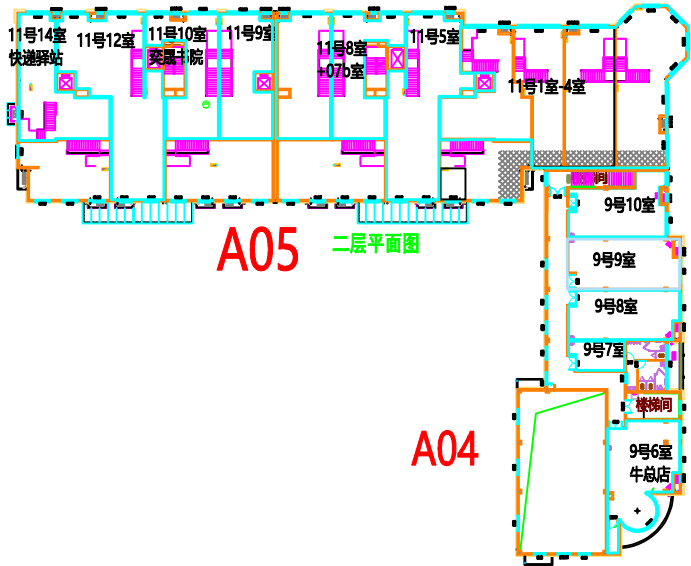 11号14室
快递驿站
11号12室
11号10室
奕晟书院
11号9室
11号8室
+07b室
11号5室
11号1室-4室
9号10室
9号9室
9号8室
9号7室
楼梯间
9号6室
牛总店
A05
二层平面图
A04